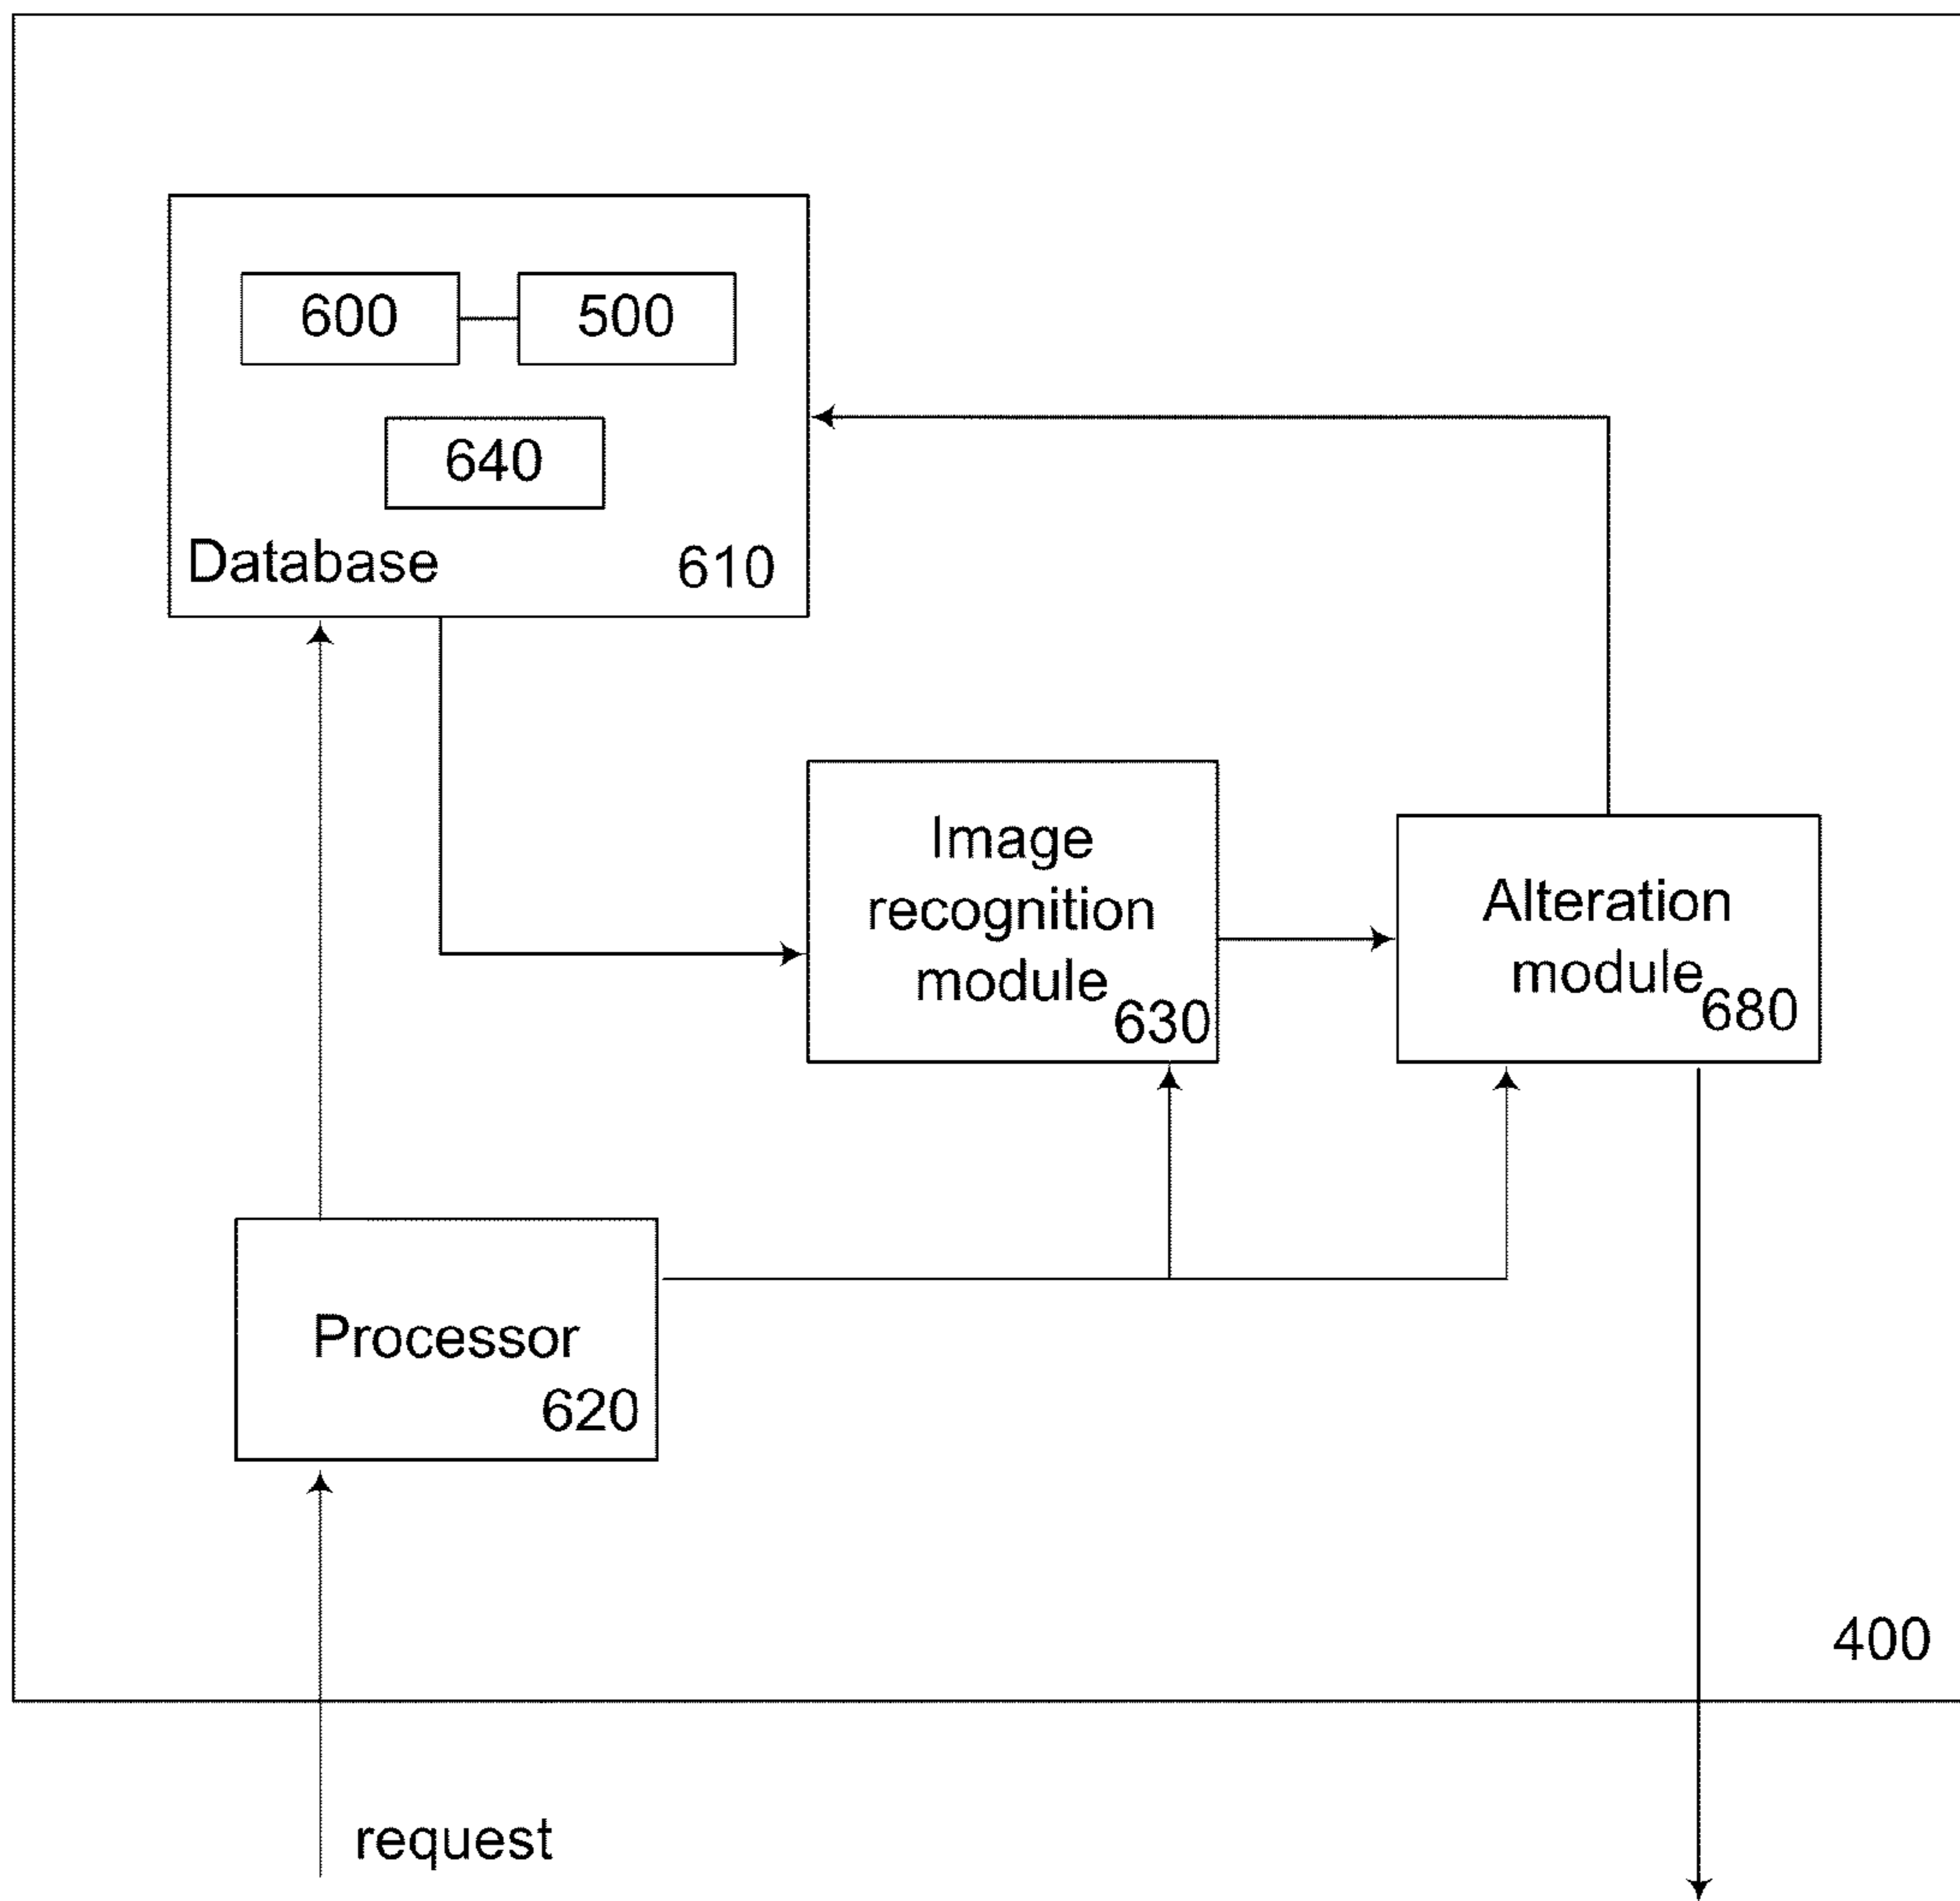 600
500
640
Database
610
Image
recognition
module
630
Alteration
module
680
Processor
620
400
request